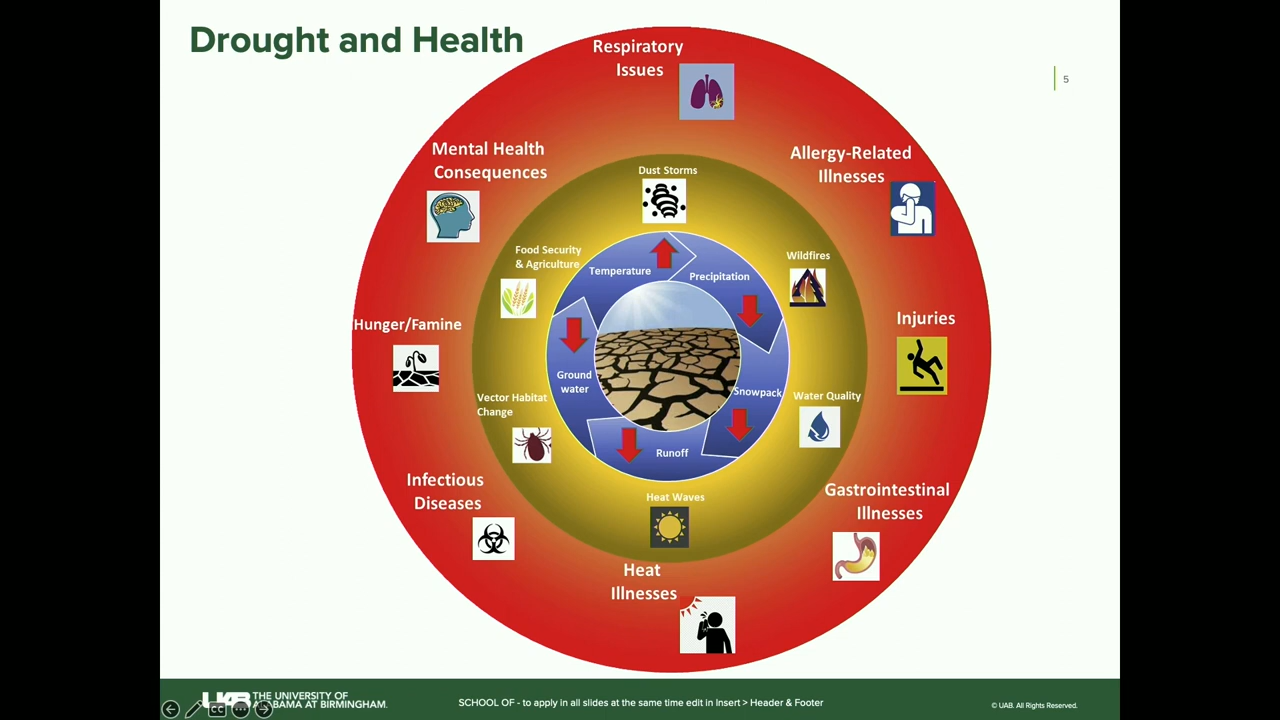 Drought and Health
5
Respiratory
Issues
Mental Health
Consequences
Allergy-Related
Illnesses
Dust Storms
Food Security
& Agriculture
Wildfires
Temperature
Precipitation
Hunger/Famine
Injuries
Ground
water
Snowpack
Vector Habitat
Change
Water Quality
Runoff
Infectious
Diseases
Heat Waves
Gastrointestinal
Illnesses
Heat
Illnesses
UAB THE UNIVERSITY OF
ALABAMA AT BIRMINGHAM.
SCHOOL OF - to apply in all slides at the same time edit in Insert > Header & Footer
© UAB. All Rights Reserved.
CC